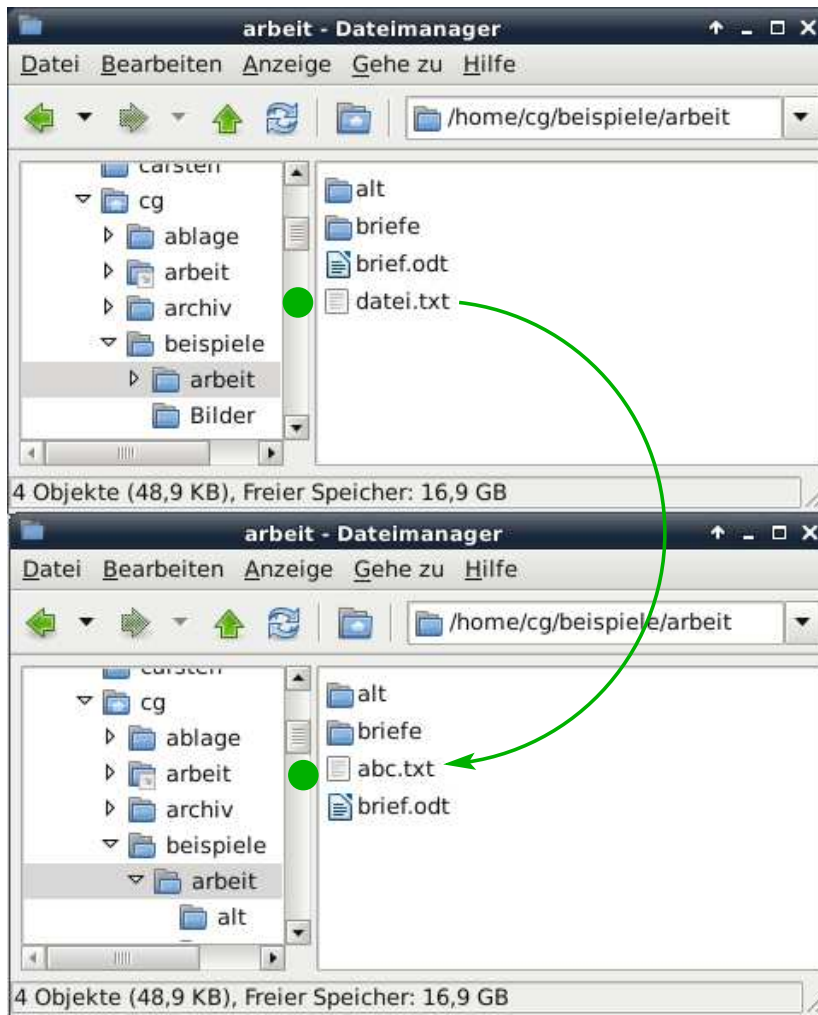 arbeit - Dateimanager
Datei Bearbeiten Anzeige Gehe zu Hilfe
/home/cg/beispiele/arbeit
carsten
cg
ablage
arbeit
archiv
beispiele
arbeit
Bilder
alt
briefe
brief.odt
datei.txt
4 Objekte (48,9 KB), Freier Speicher: 16,9 GB
arbeit - Dateimanager
Datei Bearbeiten Anzeige Gehe zu Hilfe
/home/cg/beispiele/arbeit
carsten
cg
ablage
arbeit
archiv
beispiele
arbeit
alt
alt
briefe
abc.txt
brief.odt
4 Objekte (48,9 KB), Freier Speicher: 16,9 GB